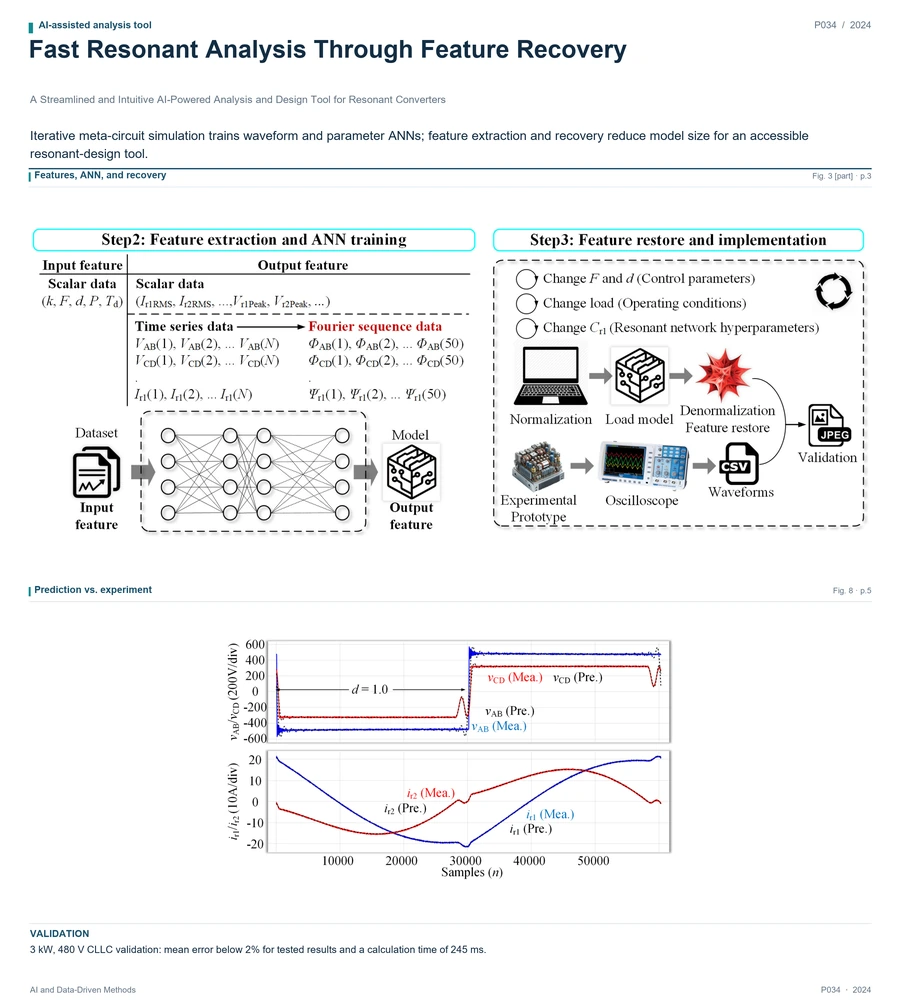 AI-assisted analysis tool
P034 / 2024
Fast Resonant Analysis Through Feature Recovery
A Streamlined and Intuitive AI-Powered Analysis and Design Tool for Resonant Converters
Iterative meta-circuit simulation trains waveform and parameter ANNs; feature extraction and recovery reduce model size for an accessible
resonant-design tool.
Features, ANN, and recovery
Fig. 3 [part] · p.3
Step2: Feature extraction and ANN training
Input feature
Output feature
Scalar data
(k, F, d, P, Td)
Scalar data
(Ir1RMS, Ir2RMS, ...,Vr1Peak, Vr2Peak, ...)
Time series data
Fourier sequence data
VAB(1), VAB(2), ... VAB(N)
ΦAB(1), ΦAB(2), ... ΦAB(50)
VCD(1), VCD(2), ... VCD(N)
ΦCD(1), ΦCD(2), ... ΦCD(50)
.
.
Ir1(1), Ir1(2), ... Ir1(N)
Ψr1(1), Ψr1(2), ... Ψr1(50)
Dataset
Input
feature
Model
Output
feature
Step3: Feature restore and implementation
Change F and d (Control parameters)
Change load (Operating conditions)
Change Cr1 (Resonant network hyperparameters)
Normalization
Load model
Denormalization
Feature restore
JPEG
Validation
Experimental
Prototype
Oscilloscope
CSV
Waveforms
Prediction vs. experiment
Fig. 8 · p.5
vAB/vCD (200V/div)
600
400
200
0
-200
-400
-600
d = 1.0
vCD (Mea.)
vCD (Pre.)
vAB (Pre.)
vAB (Mea.)
ir1/ir2 (10A/div)
20
10
0
-10
-20
ir2 (Mea.)
ir2 (Pre.)
ir1 (Mea.)
ir1 (Pre.)
10000
20000
30000
40000
50000
Samples (n)
VALIDATION
3 kW, 480 V CLLC validation: mean error below 2% for tested results and a calculation time of 245 ms.
AI and Data-Driven Methods
P034 · 2024